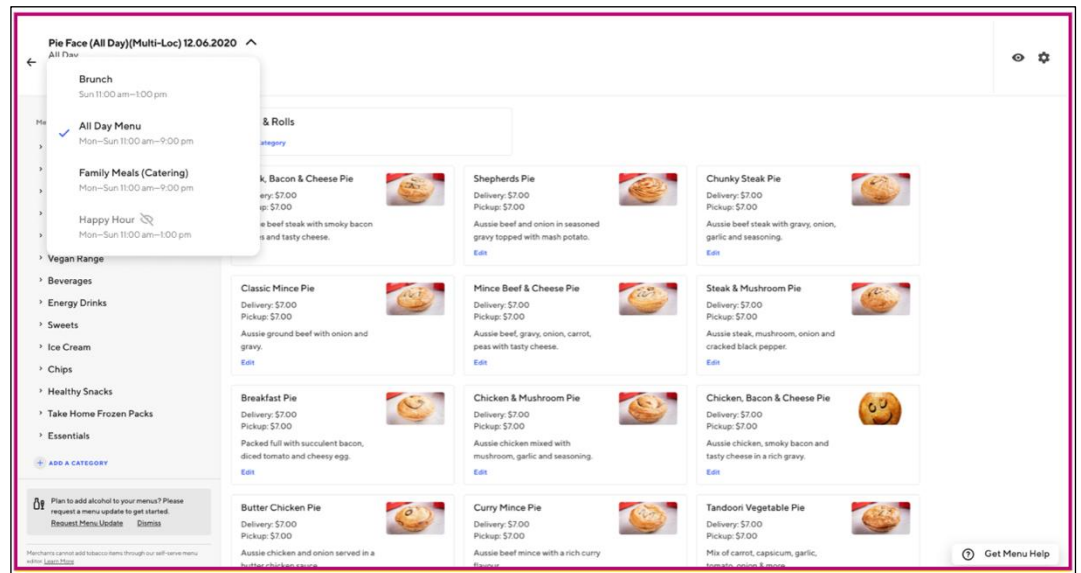 Pie Face (All Day)(Multi-Loc) 12.06.2020
All Day
Brunch
Sun 11:00 am–1:00 pm
All Day Menu
Mon–Sun 11:00 am–9:00 pm
Family Meals (Catering)
Mon–Sun 11:00 am–9:00 pm
Happy Hour
Mon–Sun 11:00 am–1:00 pm
Vegan Range
Beverages
Energy Drinks
Sweets
Ice Cream
Chips
Healthy Snacks
Take Home Frozen Packs
Essentials
ADD A CATEGORY
Plan to add alcohol to your menus? Please
request a menu update to get started.
Request Menu Update Dismiss
Merchants cannot add tobacco items through our self-serve menu
editor. Learn More
& Rolls
Bacon & Cheese Pie
$7.00
$7.00
beef steak with smoky bacon
and tasty cheese.
Shepherds Pie
Delivery: $7.00
Pickup: $7.00
Aussie beef and onion in seasoned
gravy topped with mash potato.
Edit
Chunky Steak Pie
Delivery: $7.00
Pickup: $7.00
Aussie beef steak with gravy, onion,
garlic and seasoning.
Edit
Classic Mince Pie
Delivery: $7.00
Pickup: $7.00
Aussie ground beef with onion and
gravy.
Edit
Mince Beef & Cheese Pie
Delivery: $7.00
Pickup: $7.00
Aussie beef, gravy, onion, carrot,
peas with tasty cheese.
Edit
Steak & Mushroom Pie
Delivery: $7.00
Pickup: $7.00
Aussie steak, mushroom, onion and
cracked black pepper.
Edit
Breakfast Pie
Delivery: $7.00
Pickup: $7.00
Packed full with succulent bacon,
diced tomato and cheesy egg.
Edit
Chicken & Mushroom Pie
Delivery: $7.00
Pickup: $7.00
Aussie chicken mixed with
mushroom, garlic and seasoning.
Edit
Chicken, Bacon & Cheese Pie
Delivery: $7.00
Pickup: $7.00
Aussie chicken, smoky bacon and
tasty cheese in a rich gravy.
Edit
Butter Chicken Pie
Delivery: $7.00
Pickup: $7.00
Aussie chicken and onion served in a
butter chicken sauce
Curry Mince Pie
Delivery: $7.00
Pickup: $7.00
Aussie beef mince with a rich curry
flavour
Tandoori Vegetable Pie
Delivery: $7.00
Pickup: $7.00
Mix of carrot, capsicum, garlic,
tomato, onion & more
Get Menu Help